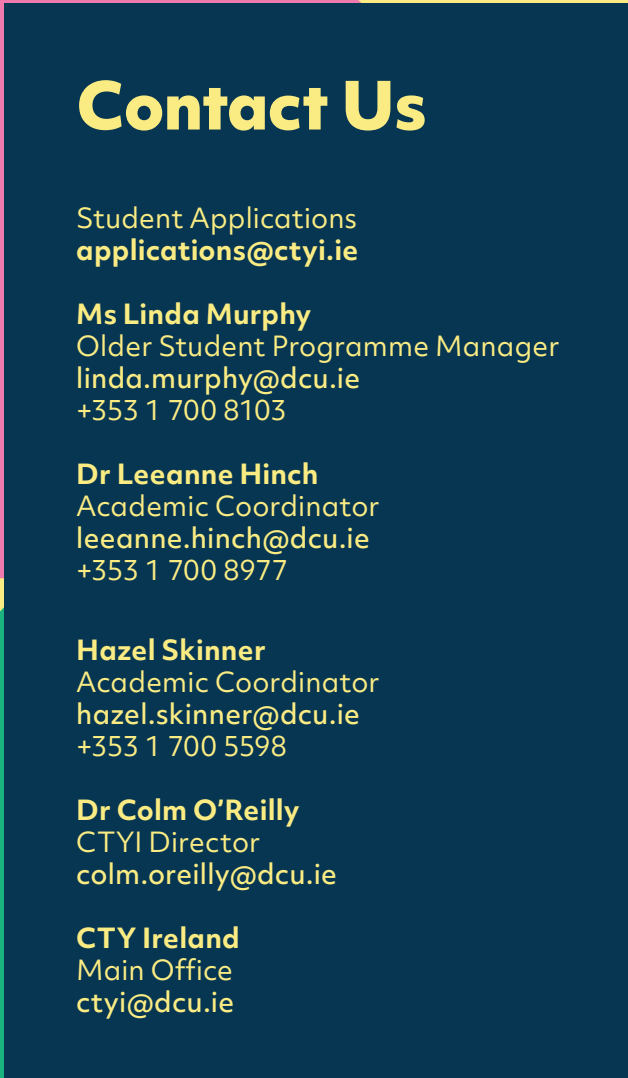 Contact Us
Student Applications
applications@ctyi.ie
Ms Linda Murphy
Older Student Programme Manager
linda.murphy@dcu.ie
+353 1 700 8103
Dr Leeanne Hinch
Academic Coordinator
leeanne.hinch@dcu.ie
+353 1 700 8977
Hazel Skinner
Academic Coordinator
hazel.skinner@dcu.ie
+353 1 700 5598
Dr Colm O’Reilly
CTYI Director
colm.oreilly@dcu.ie
CTY Ireland
Main Office
ctyi@dcu.ie